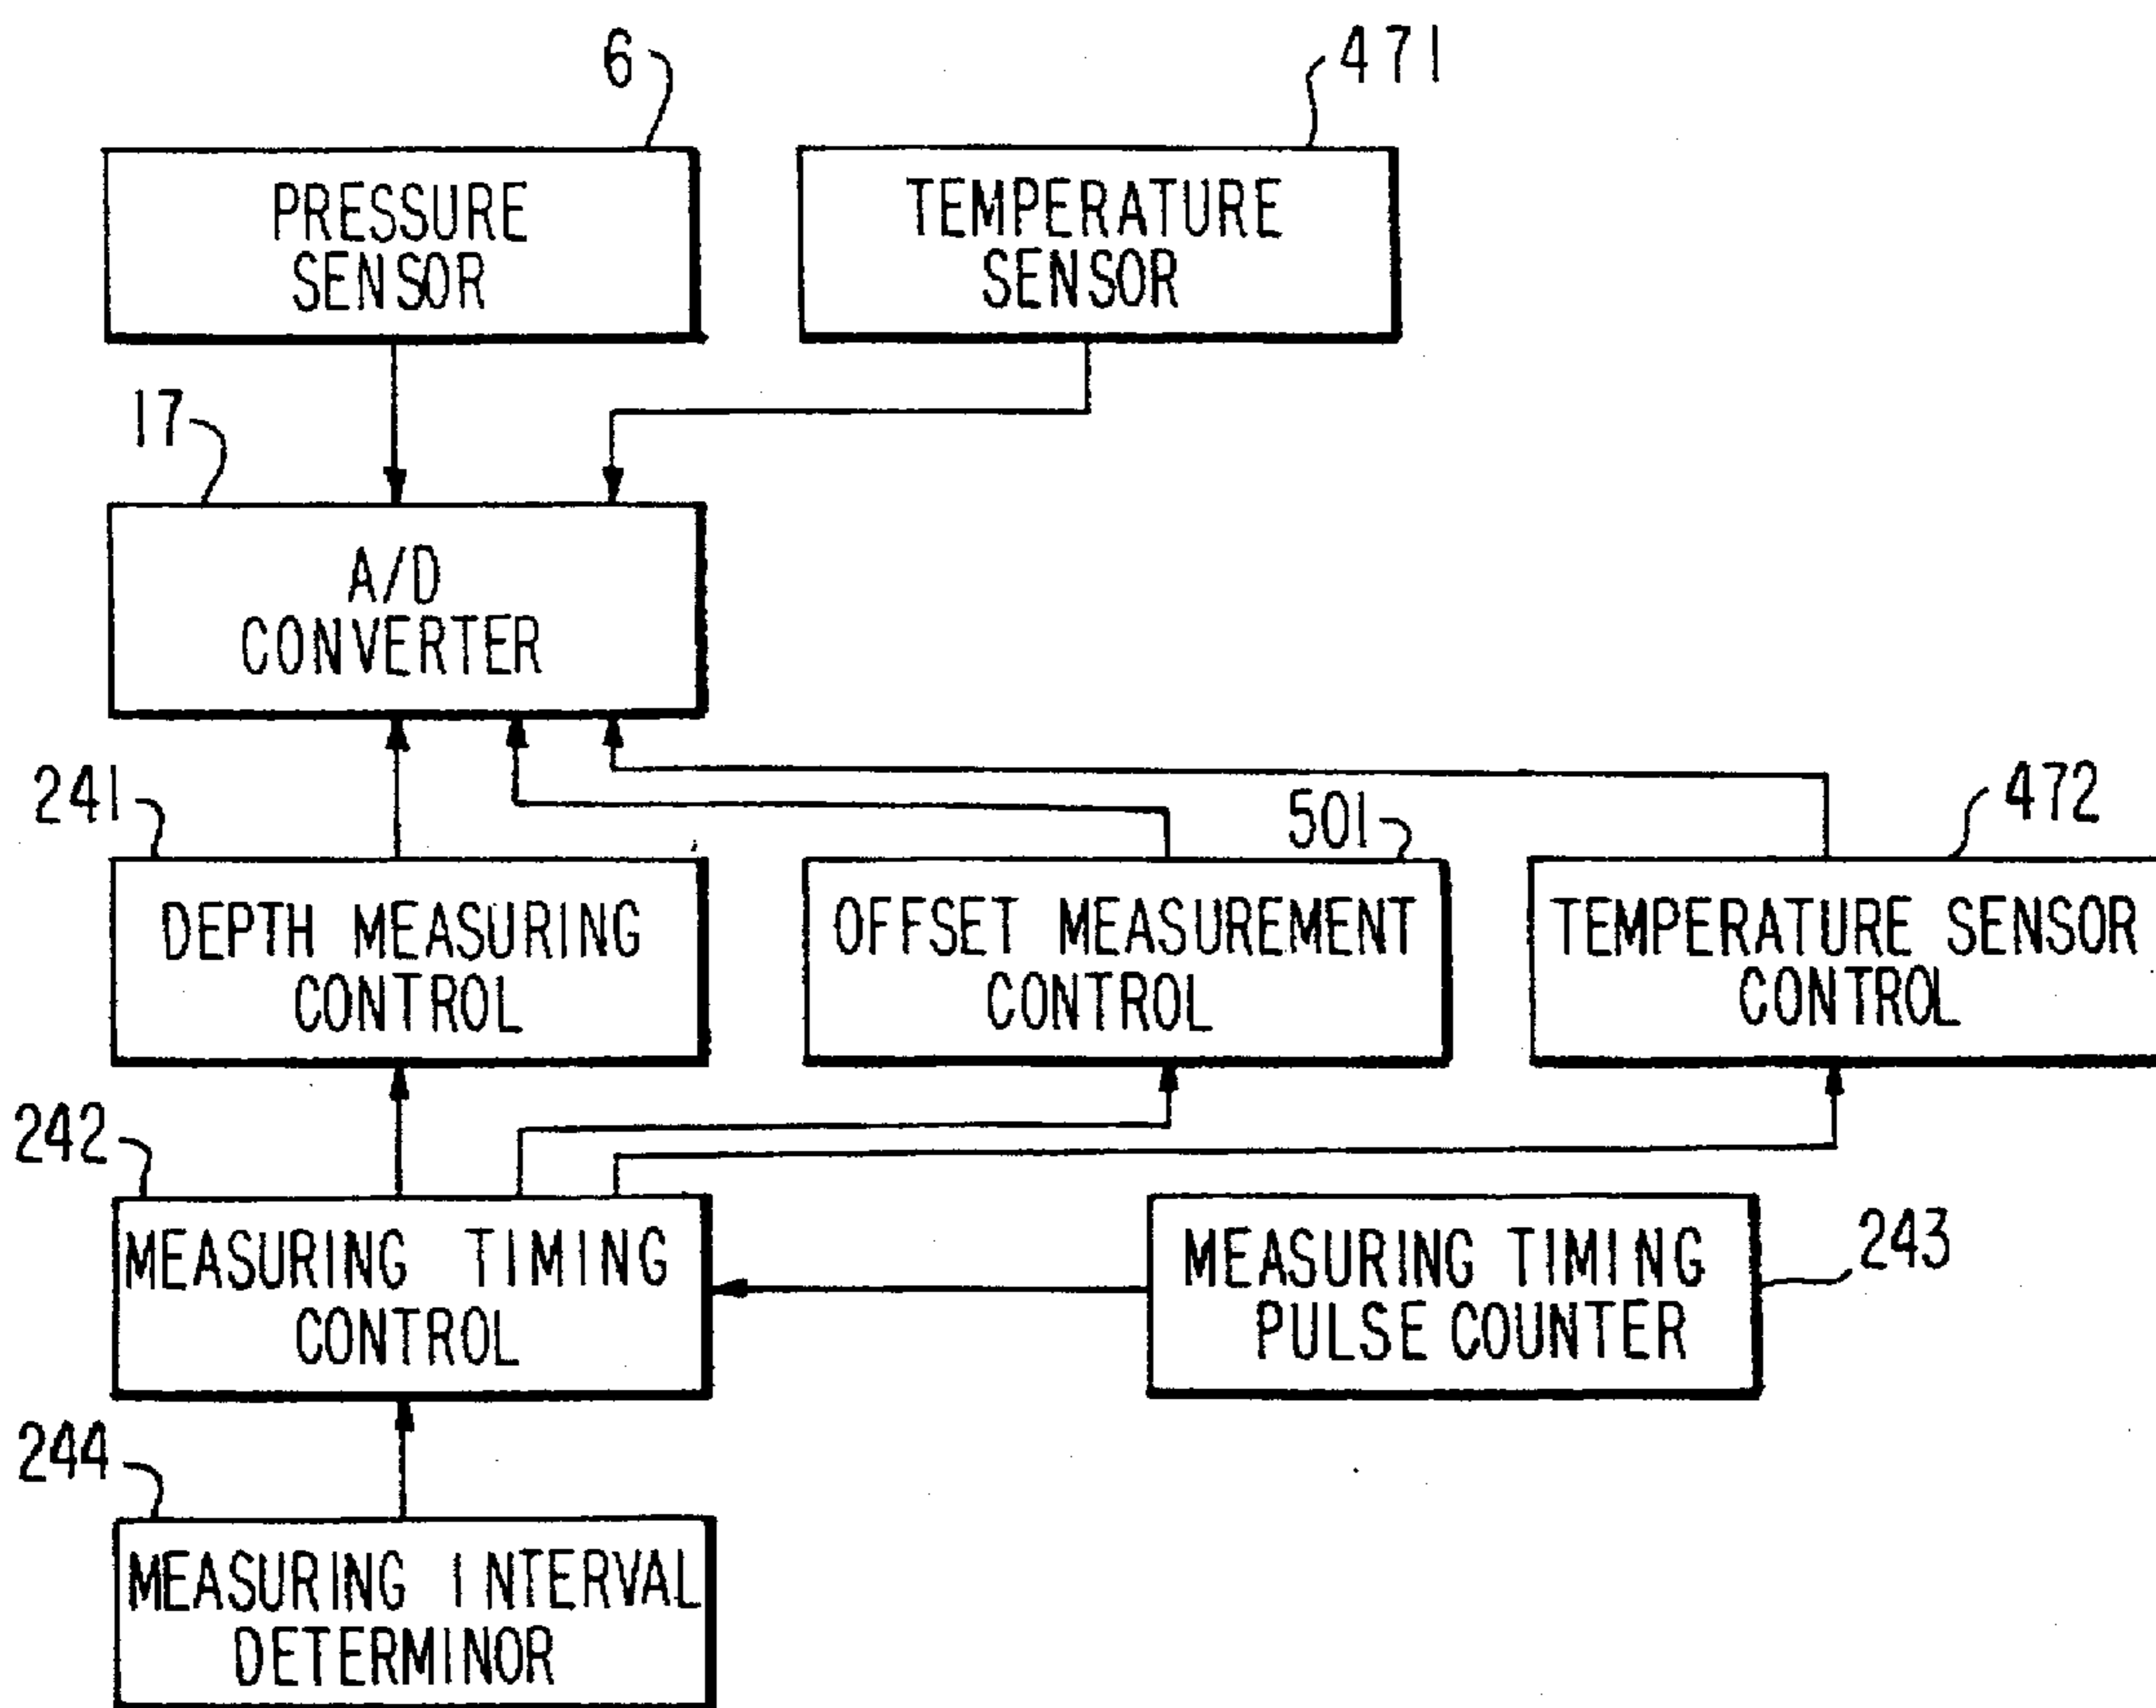 6
471
PRESSURE
SENSOR
TEMPERATURE
SENSOR
17
A/D
CONVERTER
241
501
472
DEPTH MEASURING
CONTROL
OFFSET MEASUREMENT
CONTROL
TEMPERATURE SENSOR
CONTROL
242
MEASURING TIMING
CONTROL
MEASURING TIMING
PULSE COUNTER
243
244
MEASURING INTERVAL
DETERMINOR